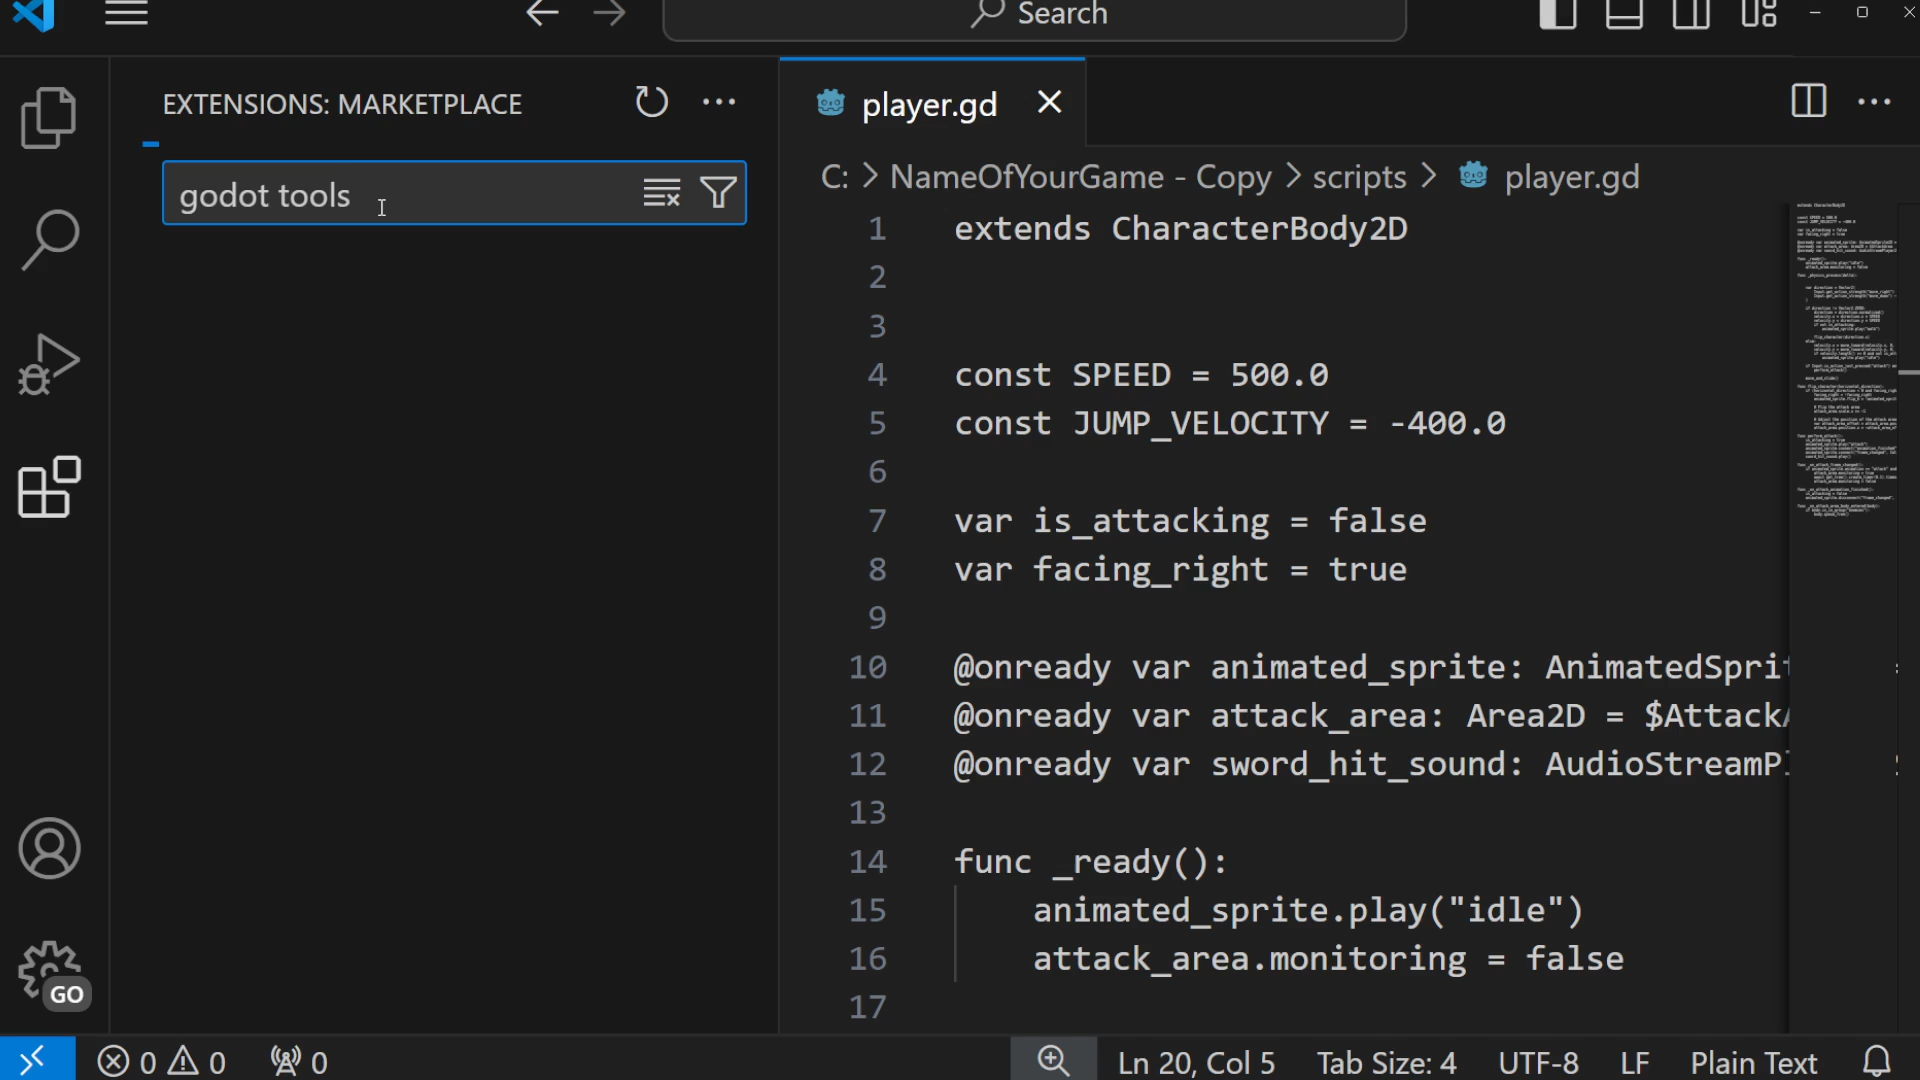 Search
EXTENSIONS: MARKETPLACE
godot tools
player.gd
C: > NameOfYourGame - Copy > scripts > player.gd
1 extends CharacterBody2D
2
3
4 const SPEED = 500.0
5 const JUMP_VELOCITY = -400.0
6
7 var is_attacking = false
8 var facing_right = true
9
10 @onready var animated_sprite: AnimatedSprit
11 @onready var attack_area: Area2D = $AttackA
12 @onready var sword_hit_sound: AudioStreamPl
13
14 func _ready():
15 animated_sprite.play("idle")
16 attack_area.monitoring = false
17
GO
0 0 0
Ln 20, Col 5 Tab Size: 4 UTF-8 LF Plain Text